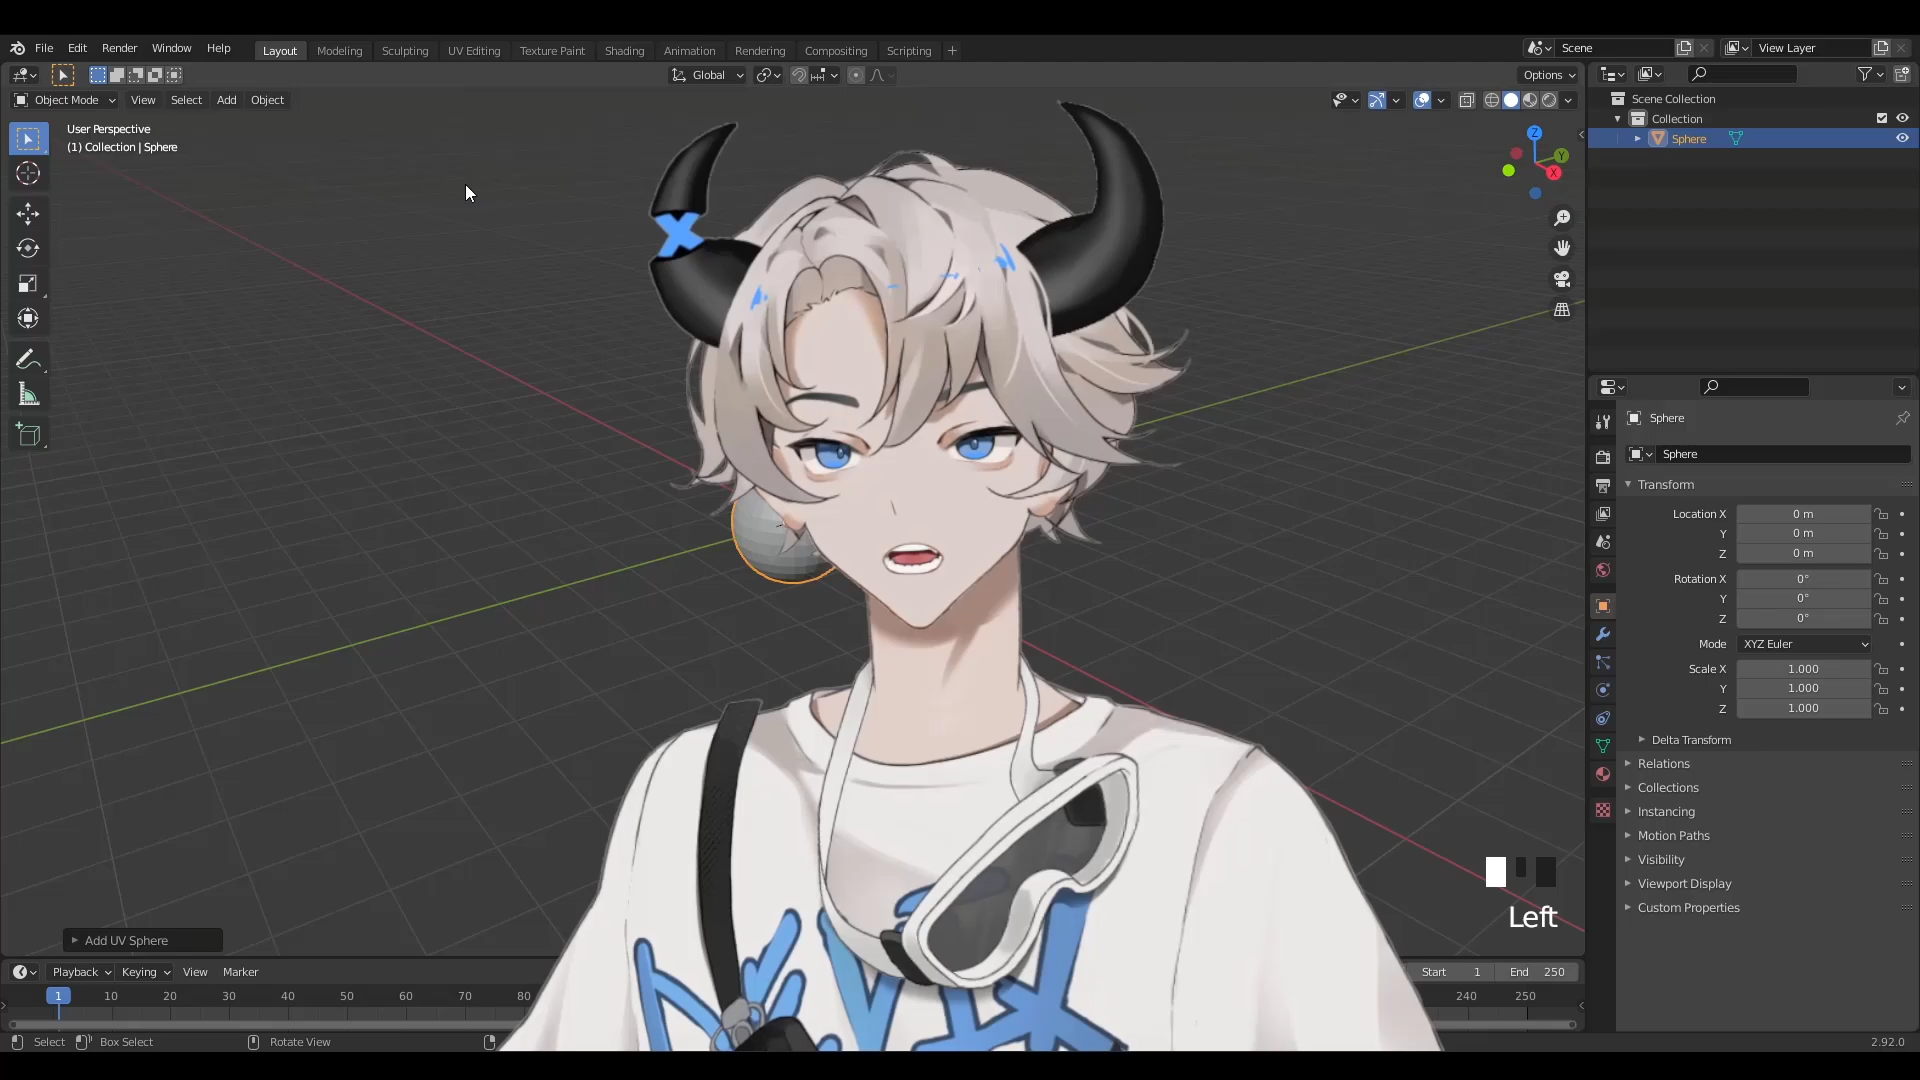 File Edit Render Window Help Layout Modeling Sculpting UV Editing Texture Paint Shading Animation Rendering Compositing Scripting + Scene View Layer
Global Options
Object Mode View Select Add Object
User Perspective
(1) Collection | Sphere
Z
Y
X
Scene Collection
Collection
Sphere
Sphere
Sphere
Transform
Location X 0 m
Y 0 m
Z 0 m
Rotation X 0°
Y 0°
Z 0°
Mode XYZ Euler
Scale X 1.000
Y 1.000
Z 1.000
Delta Transform
Relations
Collections
Instancing
Motion Paths
Visibility
Viewport Display
Custom Properties
Left
Add UV Sphere
Playback Keying View Marker Start 1 End 250
1 10 20 30 40 50 60 70 80 240 250
Select Box Select Rotate View 2.92.0